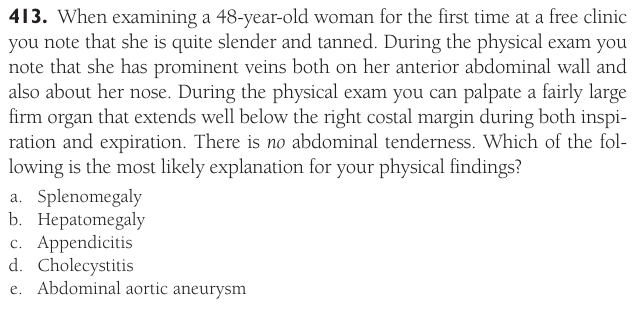 413. When examining a 48-year-old woman for the first time at a free clinic
you note that she is quite slender and tanned. During the physical exam you
note that she has prominent veins both on her anterior abdominal wall and
also about her nose. During the physical exam you can palpate a fairly large
firm organ that extends well below the right costal margin during both inspi-
ration and expiration. There is no abdominal tenderness. Which of the fol-
lowing is the most likely explanation for your physical findings?
a. Splenomegaly
b. Hepatomegaly
c. Appendicitis
d. Cholecystitis
e. Abdominal aortic aneurysm